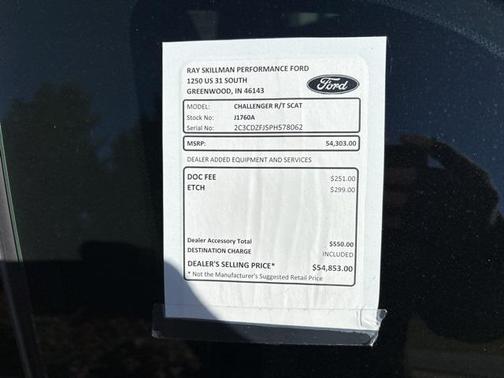 RAY SKILLMAN PERFORMANCE FORD
1250 US 31 SOUTH
GREENWOOD, IN 46143
Ford
MODEL: CHALLENGER R/T SCAT
Stock No: J1760A
Serial No: 2C3CDZFJ5PH578062
MSRP: 54,303.00
DEALER ADDED EQUIPMENT AND SERVICES
DOC FEE $251.00
ETCH $299.00
Dealer Accessory Total $550.00
DESTINATION CHARGE INCLUDED
DEALER'S SELLING PRICE* $54,853.00
* Not the Manufacturer's Suggested Retail Price